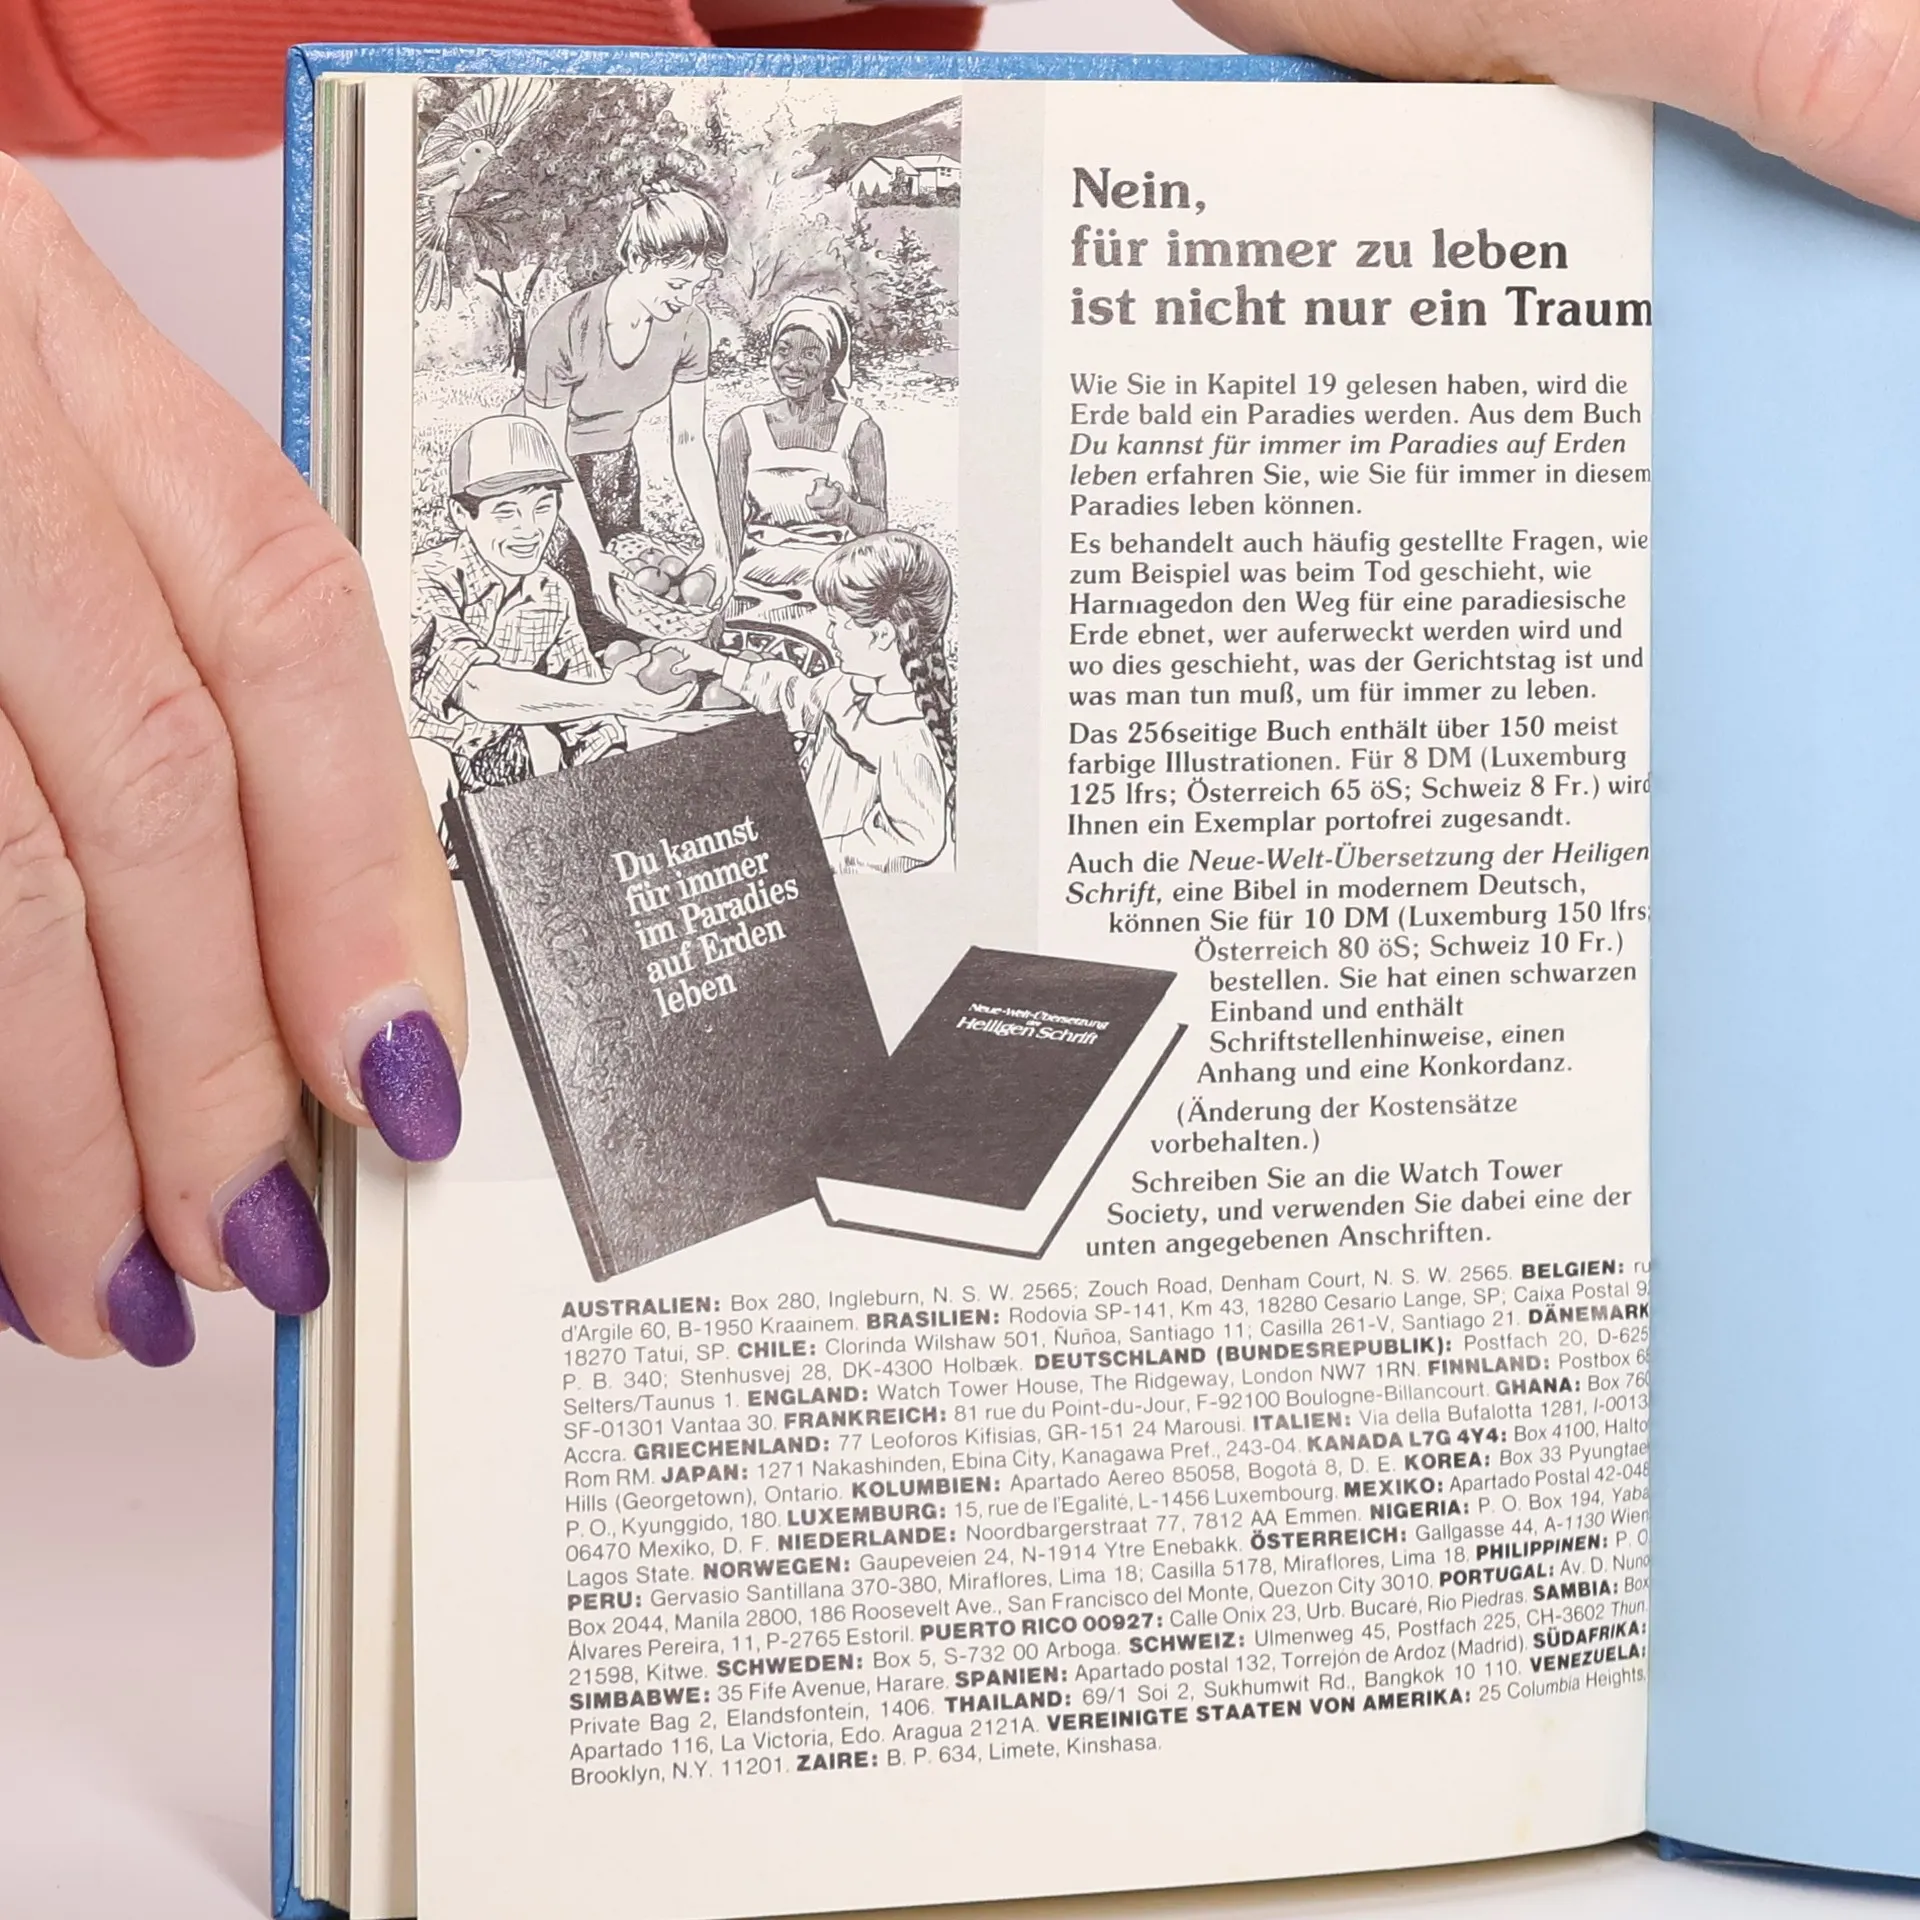 Nein,
für immer zu leben
ist nicht nur ein Traum
Wie Sie in Kapitel 19 gelesen haben, wird die
Erde bald ein Paradies werden. Aus dem Buch
Du kannst für immer im Paradies auf Erden
leben erfahren Sie, wie Sie für immer in diesem
Paradies leben können.
Es behandelt auch häufig gestellte Fragen, wie
zum Beispiel was beim Tod geschieht, wie
Harmagedon den Weg für eine paradiesische
Erde ebnet, wer auferweckt werden wird und
wo dies geschieht, was der Gerichtstag ist und
was man tun muß, um für immer zu leben.
Das 256seitige Buch enthält über 150 meist
farbige Illustrationen. Für 8 DM (Luxemburg
125 lfrs; Österreich 65 öS; Schweiz 8 Fr.) wird
Ihnen ein Exemplar portofrei zugesandt.
Auch die Neue-Welt-Übersetzung der Heiligen
Schrift, eine Bibel in modernem Deutsch,
können Sie für 10 DM (Luxemburg 150 lfrs;
Österreich 80 öS; Schweiz 10 Fr.)
bestellen. Sie hat einen schwarzen
Einband und enthält
Schriftstellenhinweise, einen
Anhang und eine Konkordanz.
(Änderung der Kostensätze
vorbehalten.)
Schreiben Sie an die Watch Tower
Society, und verwenden Sie dabei eine der
unten angegebenen Anschriften.
Du kannst
für immer
im Paradies
auf Erden
leben
Neue-Welt-Übersetzung
der
Heiligen Schrift
AUSTRALIEN: Box 280, Ingleburn, N. S. W. 2565; Zouch Road, Denham Court, N. S. W. 2565. BELGIEN: ru
d'Argile 60, B-1950 Kraainem. BRASILIEN: Rodovia SP-141, Km 43, 18280 Cesario Lange, SP; Caixa Postal 9
18270 Tatui, SP. CHILE: Clorinda Wilshaw 501, Ñuñoa, Santiago 11; Casilla 261-V, Santiago 21. DÄNEMARK
P. B. 340; Stenhusvej 28, DK-4300 Holbæk. DEUTSCHLAND (BUNDESREPUBLIK): Postfach 20, D-625
Selters/Taunus 1. ENGLAND: Watch Tower House, The Ridgeway, London NW7 1RN. FINNLAND: Postbox 6
SF-01301 Vantaa 30. FRANKREICH: 81 rue du Point-du-Jour, F-92100 Boulogne-Billancourt. GHANA: Box 760
Accra. GRIECHENLAND: 77 Leoforos Kifisias, GR-151 24 Marousi. ITALIEN: Via della Bufalotta 1281, I-0013
Rom RM. JAPAN: 1271 Nakashinden, Ebina City, Kanagawa Pref., 243-04. KANADA L7G 4Y4: Box 4100, Halto
Hills (Georgetown), Ontario. KOLUMBIEN: Apartado Aereo 85058, Bogotá 8, D. E. KOREA: Box 33 Pyungtae
P. O., Kyunggido, 180. LUXEMBURG: 15, rue de l'Egalité, L-1456 Luxembourg. MEXIKO: Apartado Postal 42-048
06470 Mexiko, D. F. NIEDERLANDE: Noordbargerstraat 77, 7812 AA Emmen. NIGERIA: P. O. Box 194, Yaba
Lagos State. NORWEGEN: Gaupeveien 24, N-1914 Ytre Enebakk. ÖSTERREICH: Gallgasse 44, A-1130 Wien
PERU: Gervasio Santillana 370-380, Miraflores, Lima 18; Casilla 5178, Miraflores, Lima 18. PHILIPPINEN: P. O.
Box 2044, Manila 2800, 186 Roosevelt Ave., San Francisco del Monte, Quezon City 3010. PORTUGAL: Av. D. Nuno
Álvares Pereira, 11, P-2765 Estoril. PUERTO RICO 00927: Calle Onix 23, Urb. Bucaré, Rio Piedras. SAMBIA: Box
21598, Kitwe. SCHWEDEN: Box 5, S-732 00 Arboga. SCHWEIZ: Ulmenweg 45, Postfach 225, CH-3602 Thun.
SIMBABWE: 35 Fife Avenue, Harare. SPANIEN: Apartado postal 132, Torrejón de Ardoz (Madrid). SÜDAFRIKA:
Private Bag 2, Elandsfontein, 1406. THAILAND: 69/1 Soi 2, Sukhumwit Rd., Bangkok 10 110. VENEZUELA:
Apartado 116, La Victoria, Edo. Aragua 2121A. VEREINIGTE STAATEN VON AMERIKA: 25 Columbia Heights,
Brooklyn, N.Y. 11201. ZAIRE: B. P. 634, Limete, Kinshasa.